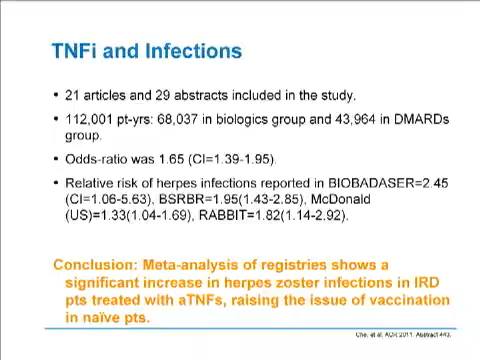 TNFi and Infections
• 21 articles and 29 abstracts included in the study.
• 112,001 pt-yrs: 68,037 in biologics group and 43,964 in DMARDs
group.
• Odds-ratio was 1.65 (CI=1.39-1.95).
• Relative risk of herpes infections reported in BIOBADASER=2.45
(CI=1.06-5.63), BSRBR=1.95(1.43-2.85), McDonald
(US)=1.33(1.04-1.69), RABBIT=1.82(1.14-2.92).
Conclusion: Meta-analysis of registries shows a
significant increase in herpes zoster infections in IRD
pts treated with aTNFs, raising the issue of vaccination
in naïve pts.
Che, et al, ACR 2011, Abstract 443.